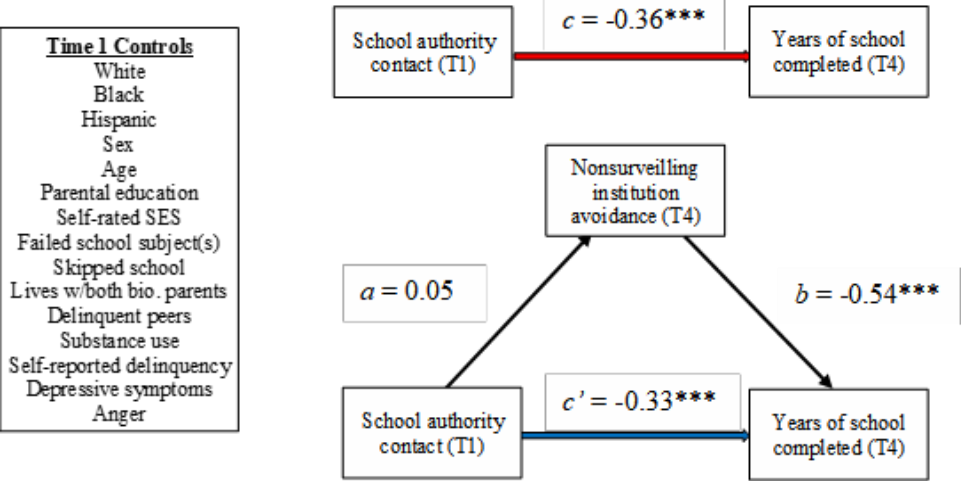 Time 1 Controls
White
Black
Hispanic
Sex
Age
Parental education
Self-rated SES
Failed school subject(s)
Skipped school
Lives w/both bio. parents
Delinquent peers
Substance use
Self-reported delinquency
Depressive symptoms
Anger
School authority
contact (T1)
c = -0.36***
Years of school
completed (T4)
Nonsurveilling
institution
avoidance (T4)
a = 0.05
b = -0.54***
School authority
contact (T1)
c’ = -0.33***
Years of school
completed (T4)